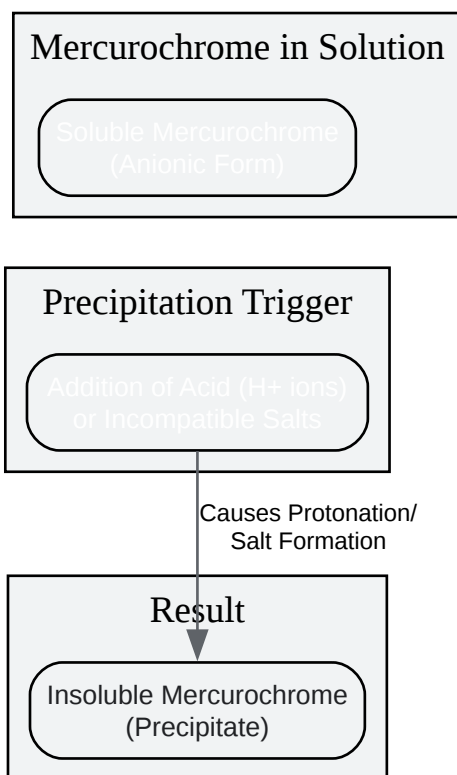 Mercurochrome in Solution
Soluble Mercurochrome
(Anionic Form)
Precipitation Trigger
Addition of Acid (H+ ions)
or Incompatible Salts
Causes Protonation/
Salt Formation
Result
Insoluble Mercurochrome
(Precipitate)